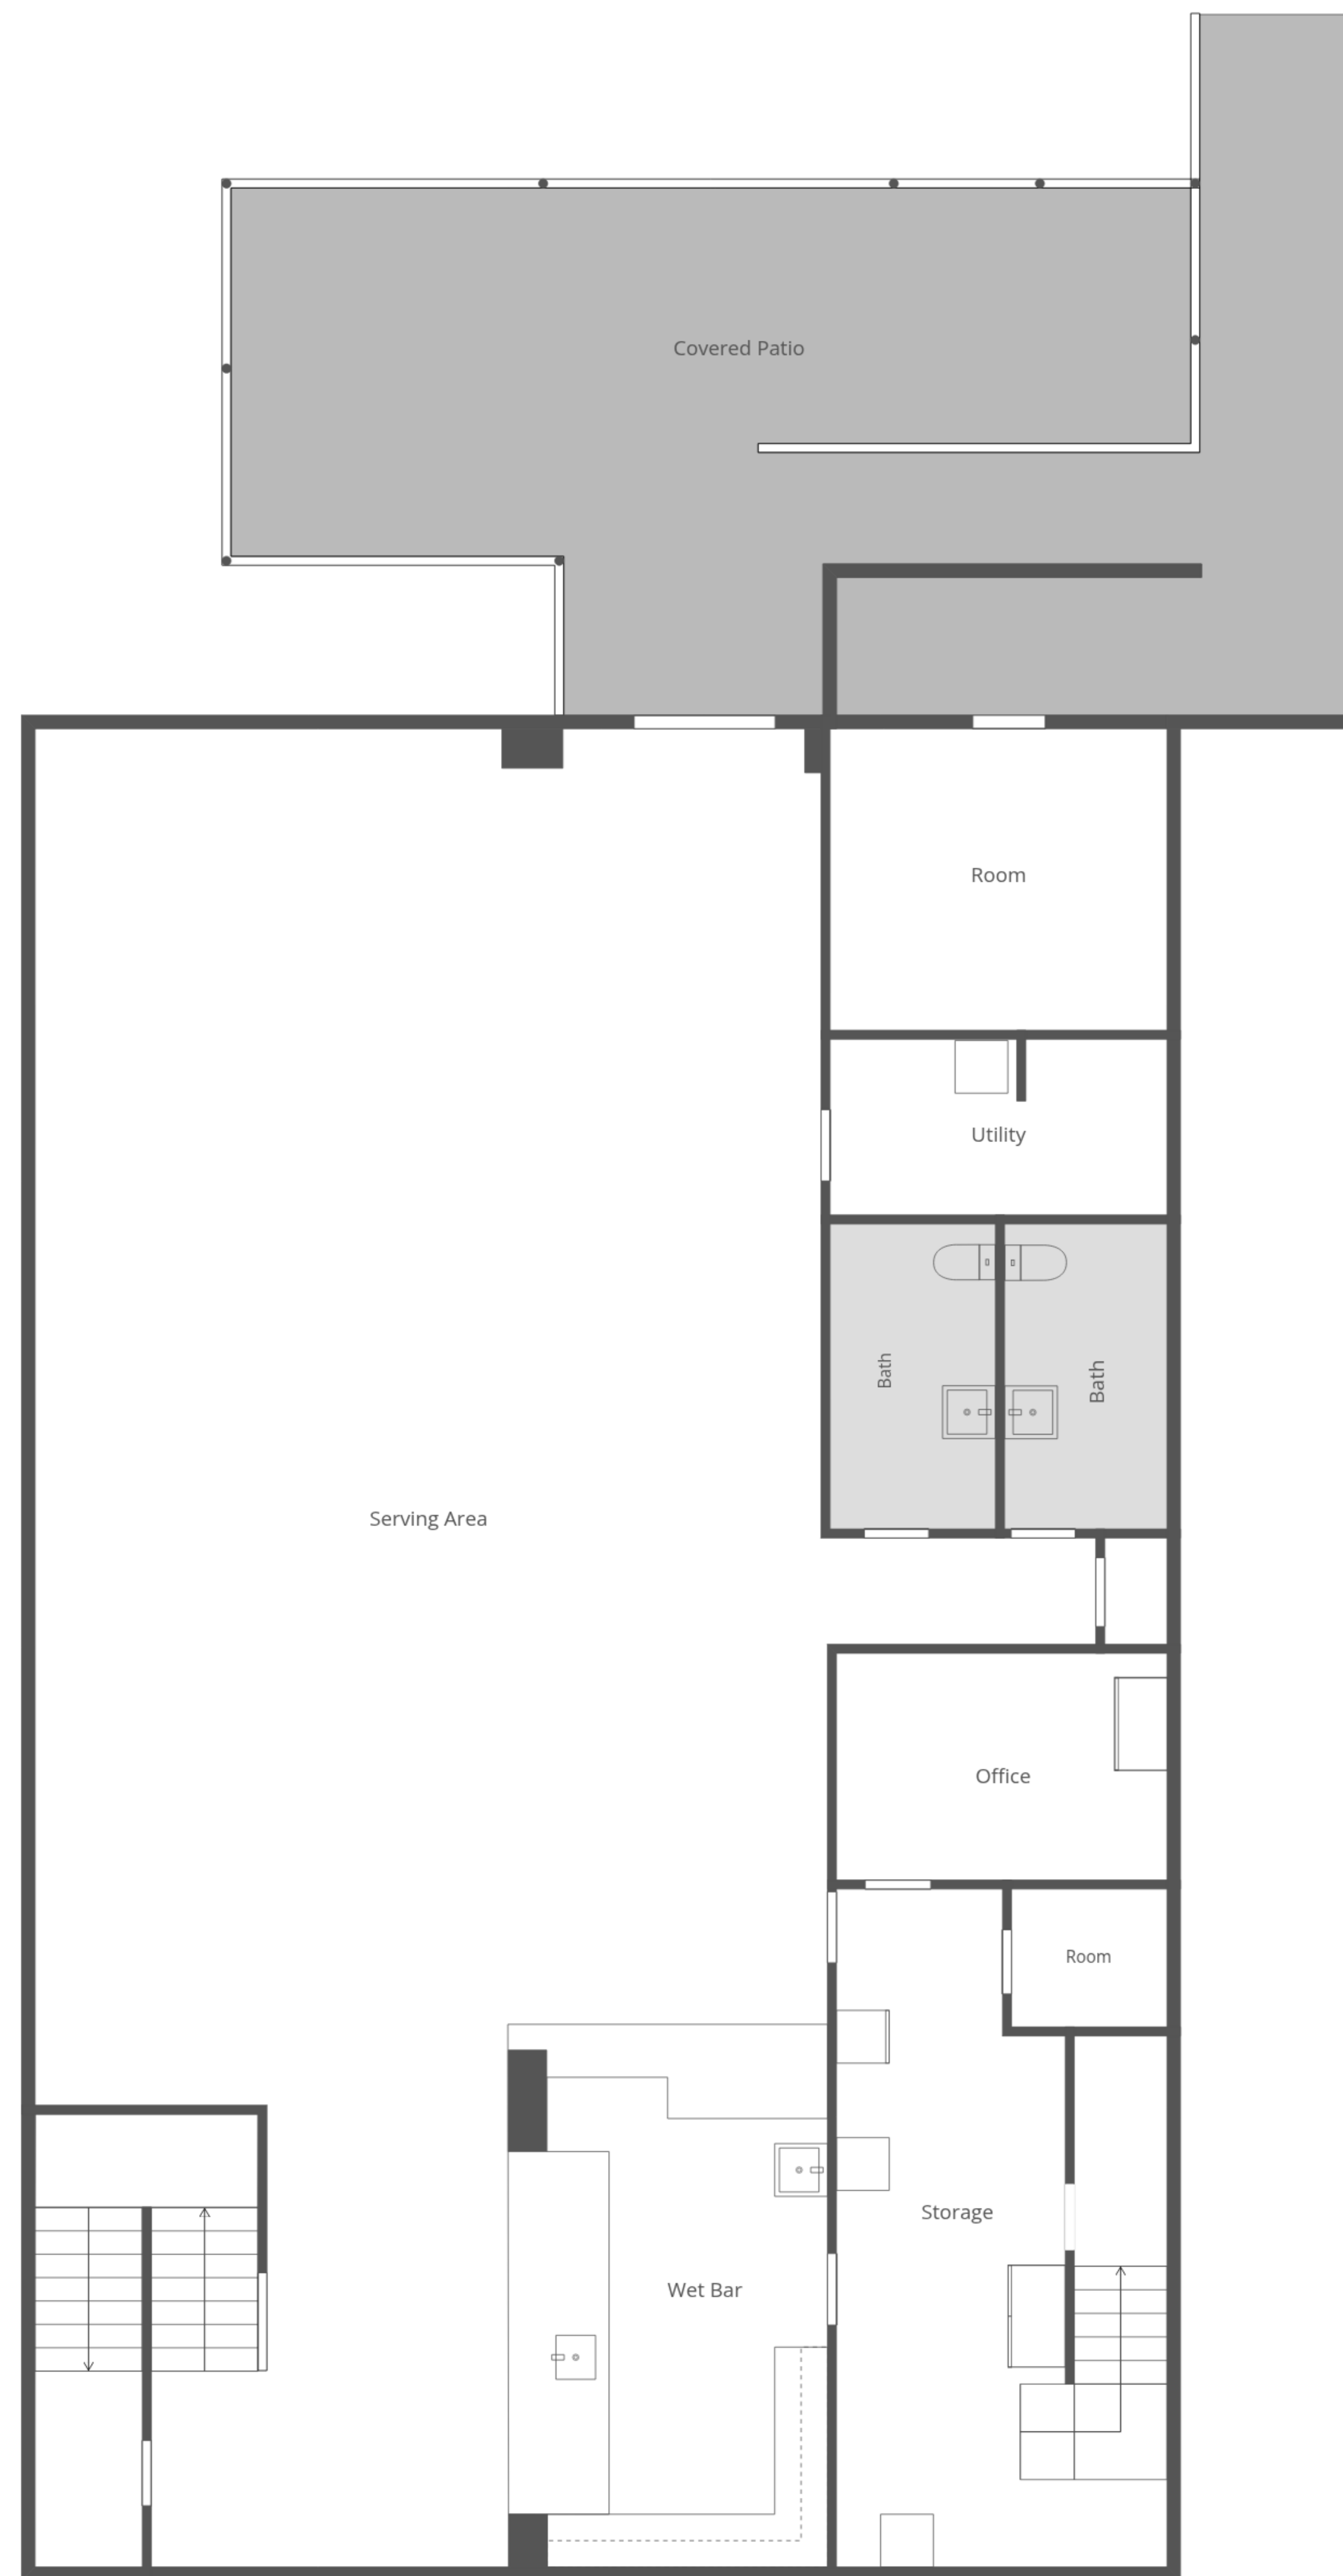 Covered Patio
Room
Utility
Bath
Bath
Serving Area
Office
Room
Storage
Wet Bar